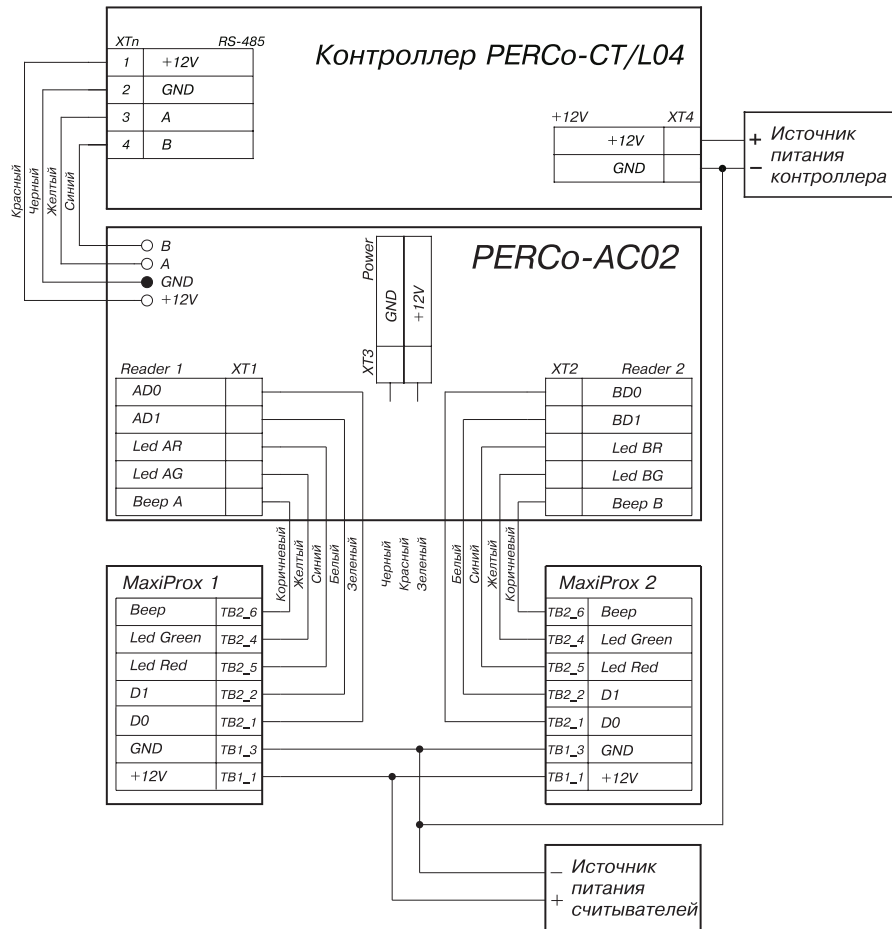 XTn RS-485
Контроллер PERCo-CT/L04
1 +12V
2 GND
3 A
4 B
+12V XT4
+12V
GND
+ Источник
питания
– контроллера
Красный
Черный
Желтый
Синий
B
A
GND
+12V
PERCo-AC02
Power
GND
+12V
XT3
Reader 1 XT1
AD0
AD1
Led AR
Led AG
Beep A
XT2 Reader 2
BD0
BD1
Led BR
Led BG
Beep B
Коричневый
Желтый
Синий
Белый
Зеленый
Черный
Красный
Зеленый
Белый
Синий
Желтый
Коричневый
MaxiProx 1
Beep TB2_6
Led Green TB2_4
Led Red TB2_5
D1 TB2_2
D0 TB2_1
GND TB1_3
+12V TB1_1
MaxiProx 2
TB2_6 Beep
TB2_4 Led Green
TB2_5 Led Red
TB2_2 D1
TB2_1 D0
TB1_3 GND
TB1_1 +12V
– Источник
питания
+ считывателей